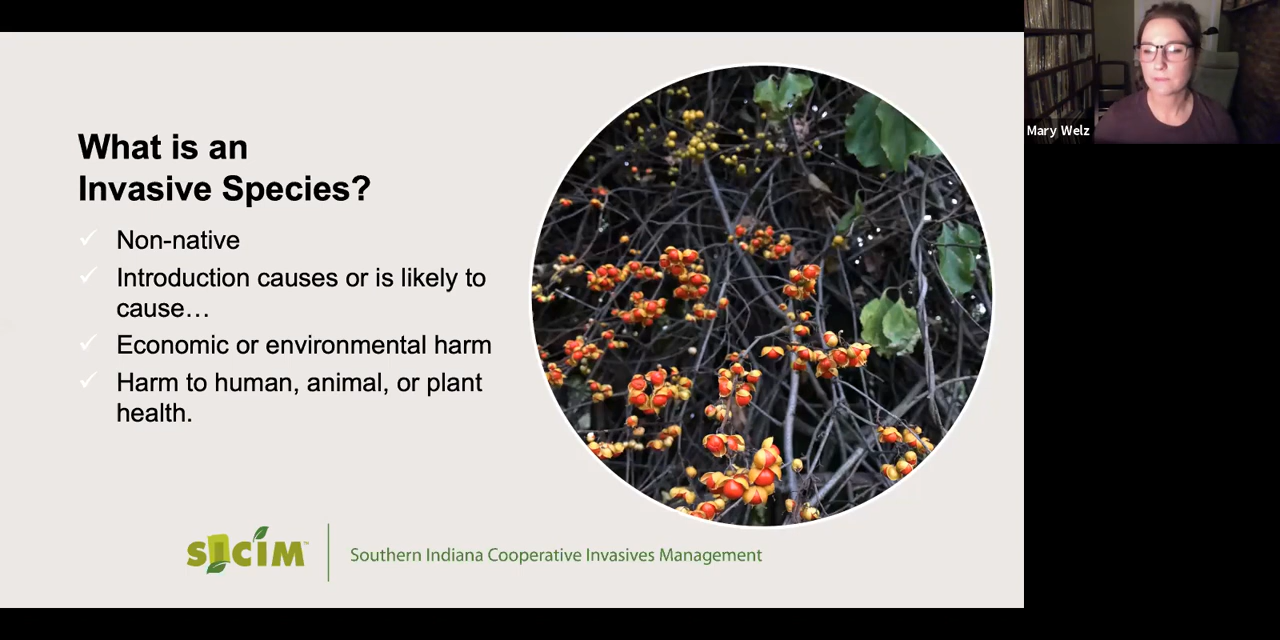 What is an
Invasive Species?
Non-native
Introduction causes or is likely to
cause…
Economic or environmental harm
Harm to human, animal, or plant
health.
SICIM™
Southern Indiana Cooperative Invasives Management
Mary Welz